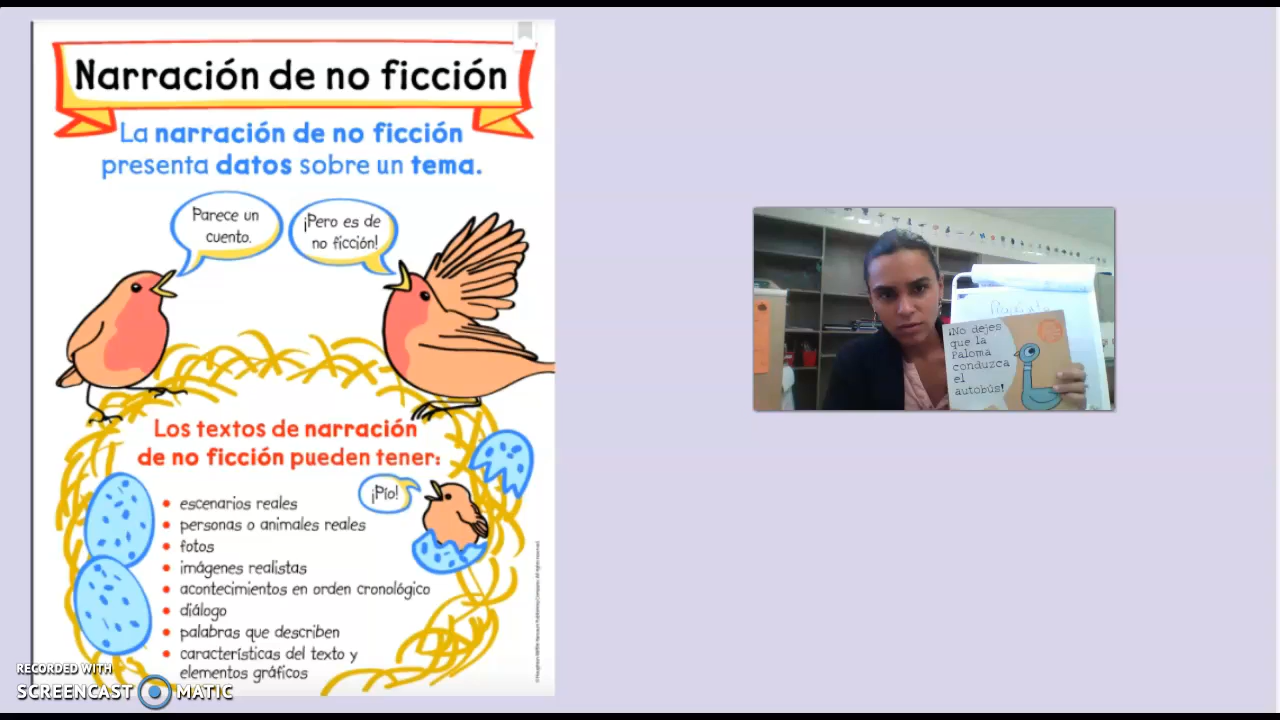 Narración de no ficción
La narración de no ficción
presenta datos sobre un tema.
Parece un
cuento.
¡Pero es de
no ficción!
Los textos de narración
de no ficción pueden tener:
¡Pío!
• escenarios reales
• personas o animales reales
• fotos
• imágenes realistas
• acontecimientos en orden cronológico
• diálogo
• palabras que describen
• características del texto y
elementos gráficos
¡No dejes
que la
Paloma
conduzca
el
autobús!
RECORDED WITH
SCREENCAST MATIC